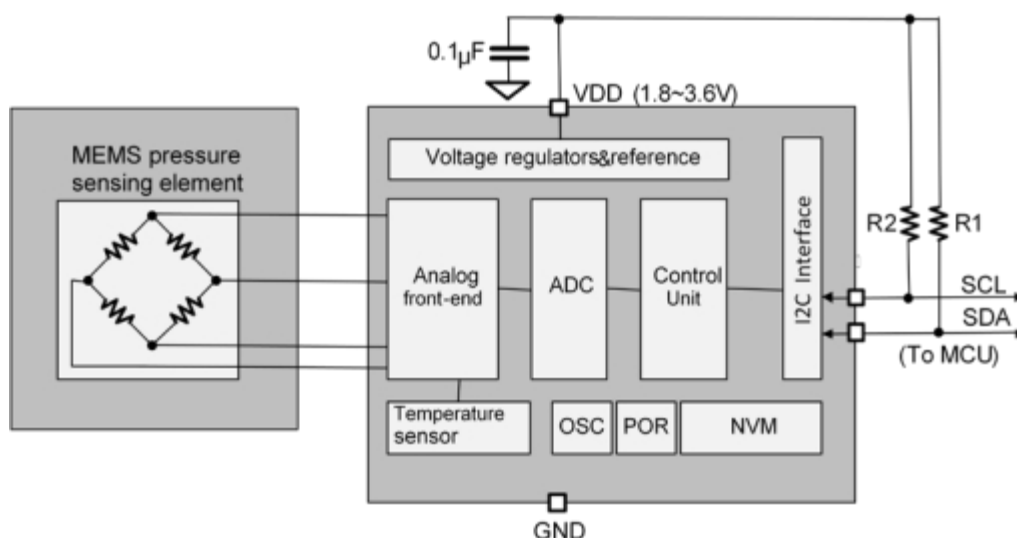 0.1µF
VDD (1.8~3.6V)
MEMS pressure
sensing element
Voltage regulators&reference
R2
R1
Analog
front-end
ADC
Control
Unit
I2C Interface
SCL
SDA
(To MCU)
Temperature
sensor
OSC
POR
NVM
GND